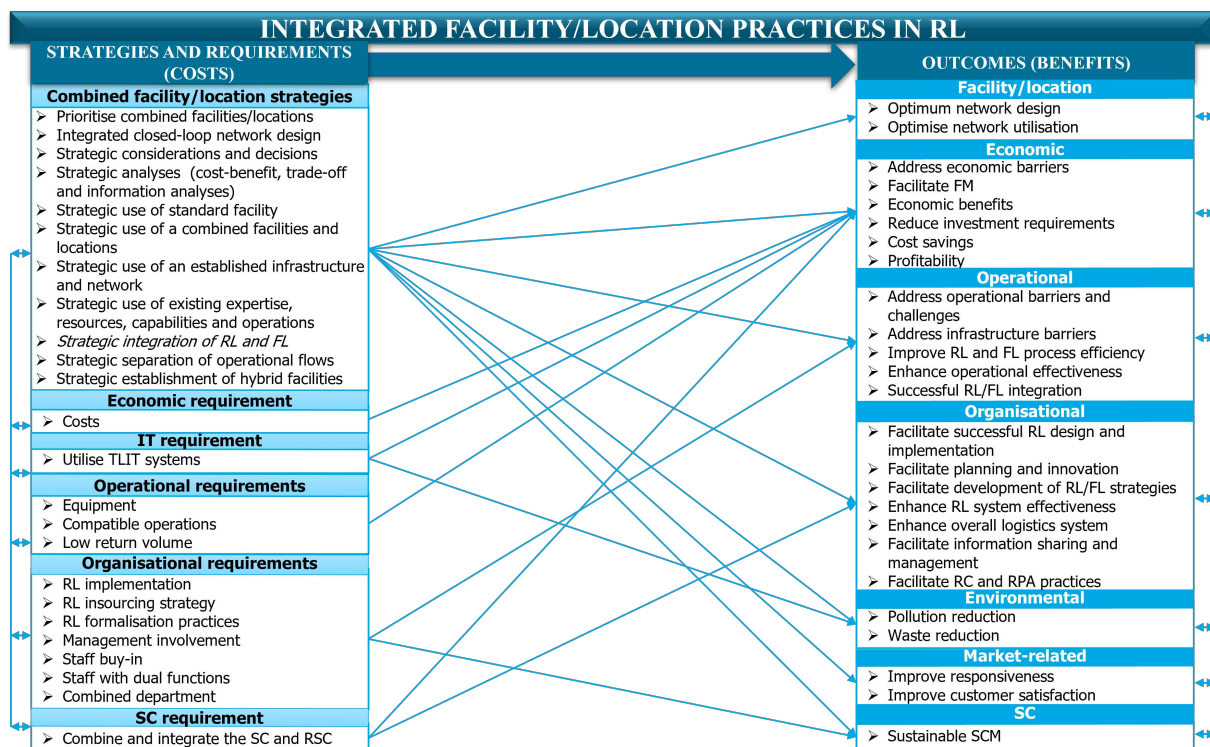 INTEGRATED FACILITY/LOCATION PRACTICES IN RL
STRATEGIES AND REQUIREMENTS
(COSTS)
Combined facility/location strategies
➢ Prioritise combined facilities/locations
➢ Integrated closed-loop network design
➢ Strategic considerations and decisions
➢ Strategic analyses (cost-benefit, trade-off
and information analyses)
➢ Strategic use of standard facility
➢ Strategic use of a combined facilities and
locations
➢ Strategic use of an established infrastructure
and network
➢ Strategic use of existing expertise,
resources, capabilities and operations
➢ Strategic integration of RL and FL
➢ Strategic separation of operational flows
➢ Strategic establishment of hybrid facilities
Economic requirement
➢ Costs
IT requirement
➢ Utilise TLIT systems
Operational requirements
➢ Equipment
➢ Compatible operations
➢ Low return volume
Organisational requirements
➢ RL implementation
➢ RL insourcing strategy
➢ RL formalisation practices
➢ Management involvement
➢ Staff buy-in
➢ Staff with dual functions
➢ Combined department
SC requirement
➢ Combine and integrate the SC and RSC
OUTCOMES (BENEFITS)
Facility/location
➢ Optimum network design
➢ Optimise network utilisation
Economic
➢ Address economic barriers
➢ Facilitate FM
➢ Economic benefits
➢ Reduce investment requirements
➢ Cost savings
➢ Profitability
Operational
➢ Address operational barriers and
challenges
➢ Address infrastructure barriers
➢ Improve RL and FL process efficiency
➢ Enhance operational effectiveness
➢ Successful RL/FL integration
Organisational
➢ Facilitate successful RL design and
implementation
➢ Facilitate planning and innovation
➢ Facilitate development of RL/FL strategies
➢ Enhance RL system effectiveness
➢ Enhance overall logistics system
➢ Facilitate information sharing and
management
➢ Facilitate RC and RPA practices
Environmental
➢ Pollution reduction
➢ Waste reduction
Market-related
➢ Improve responsiveness
➢ Improve customer satisfaction
SC
➢ Sustainable SCM